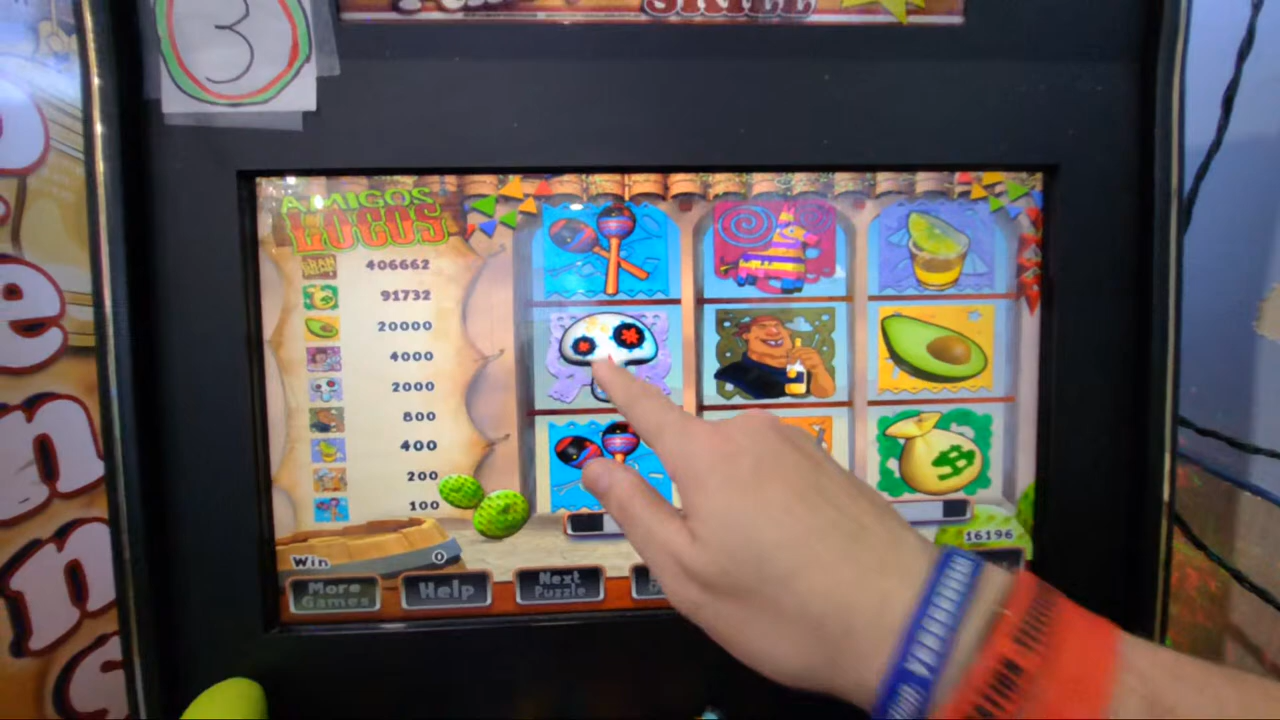 3
SKILL
AMIGOS
LOCOS
406662
91732
20000
4000
2000
800
400
200
100
16196
Win 0
More
Games
Help
Next
Puzzle